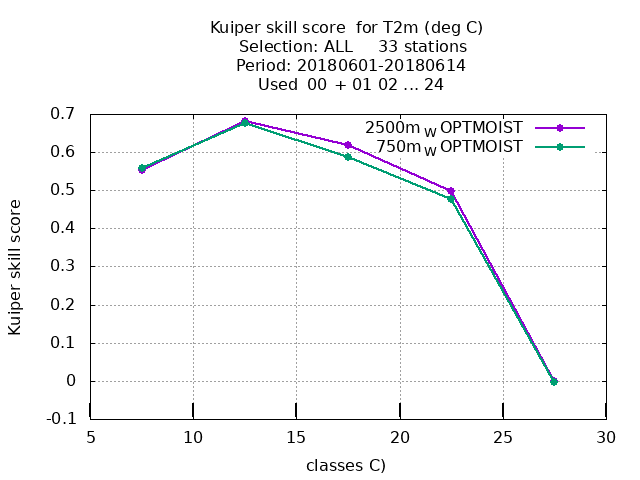 Kuiper skill score  for T2m (deg C)
Selection: ALL     33 stations
Period: 20180601-20180614
Used  00  + 01 02 ... 24
2500m_W OPTMOIST
750m_W OPTMOIST
0.7
0.6
0.5
0.4
0.3
0.2
0.1
0
-0.1
Kuiper skill score
5 10 15 20 25 30
classes C)